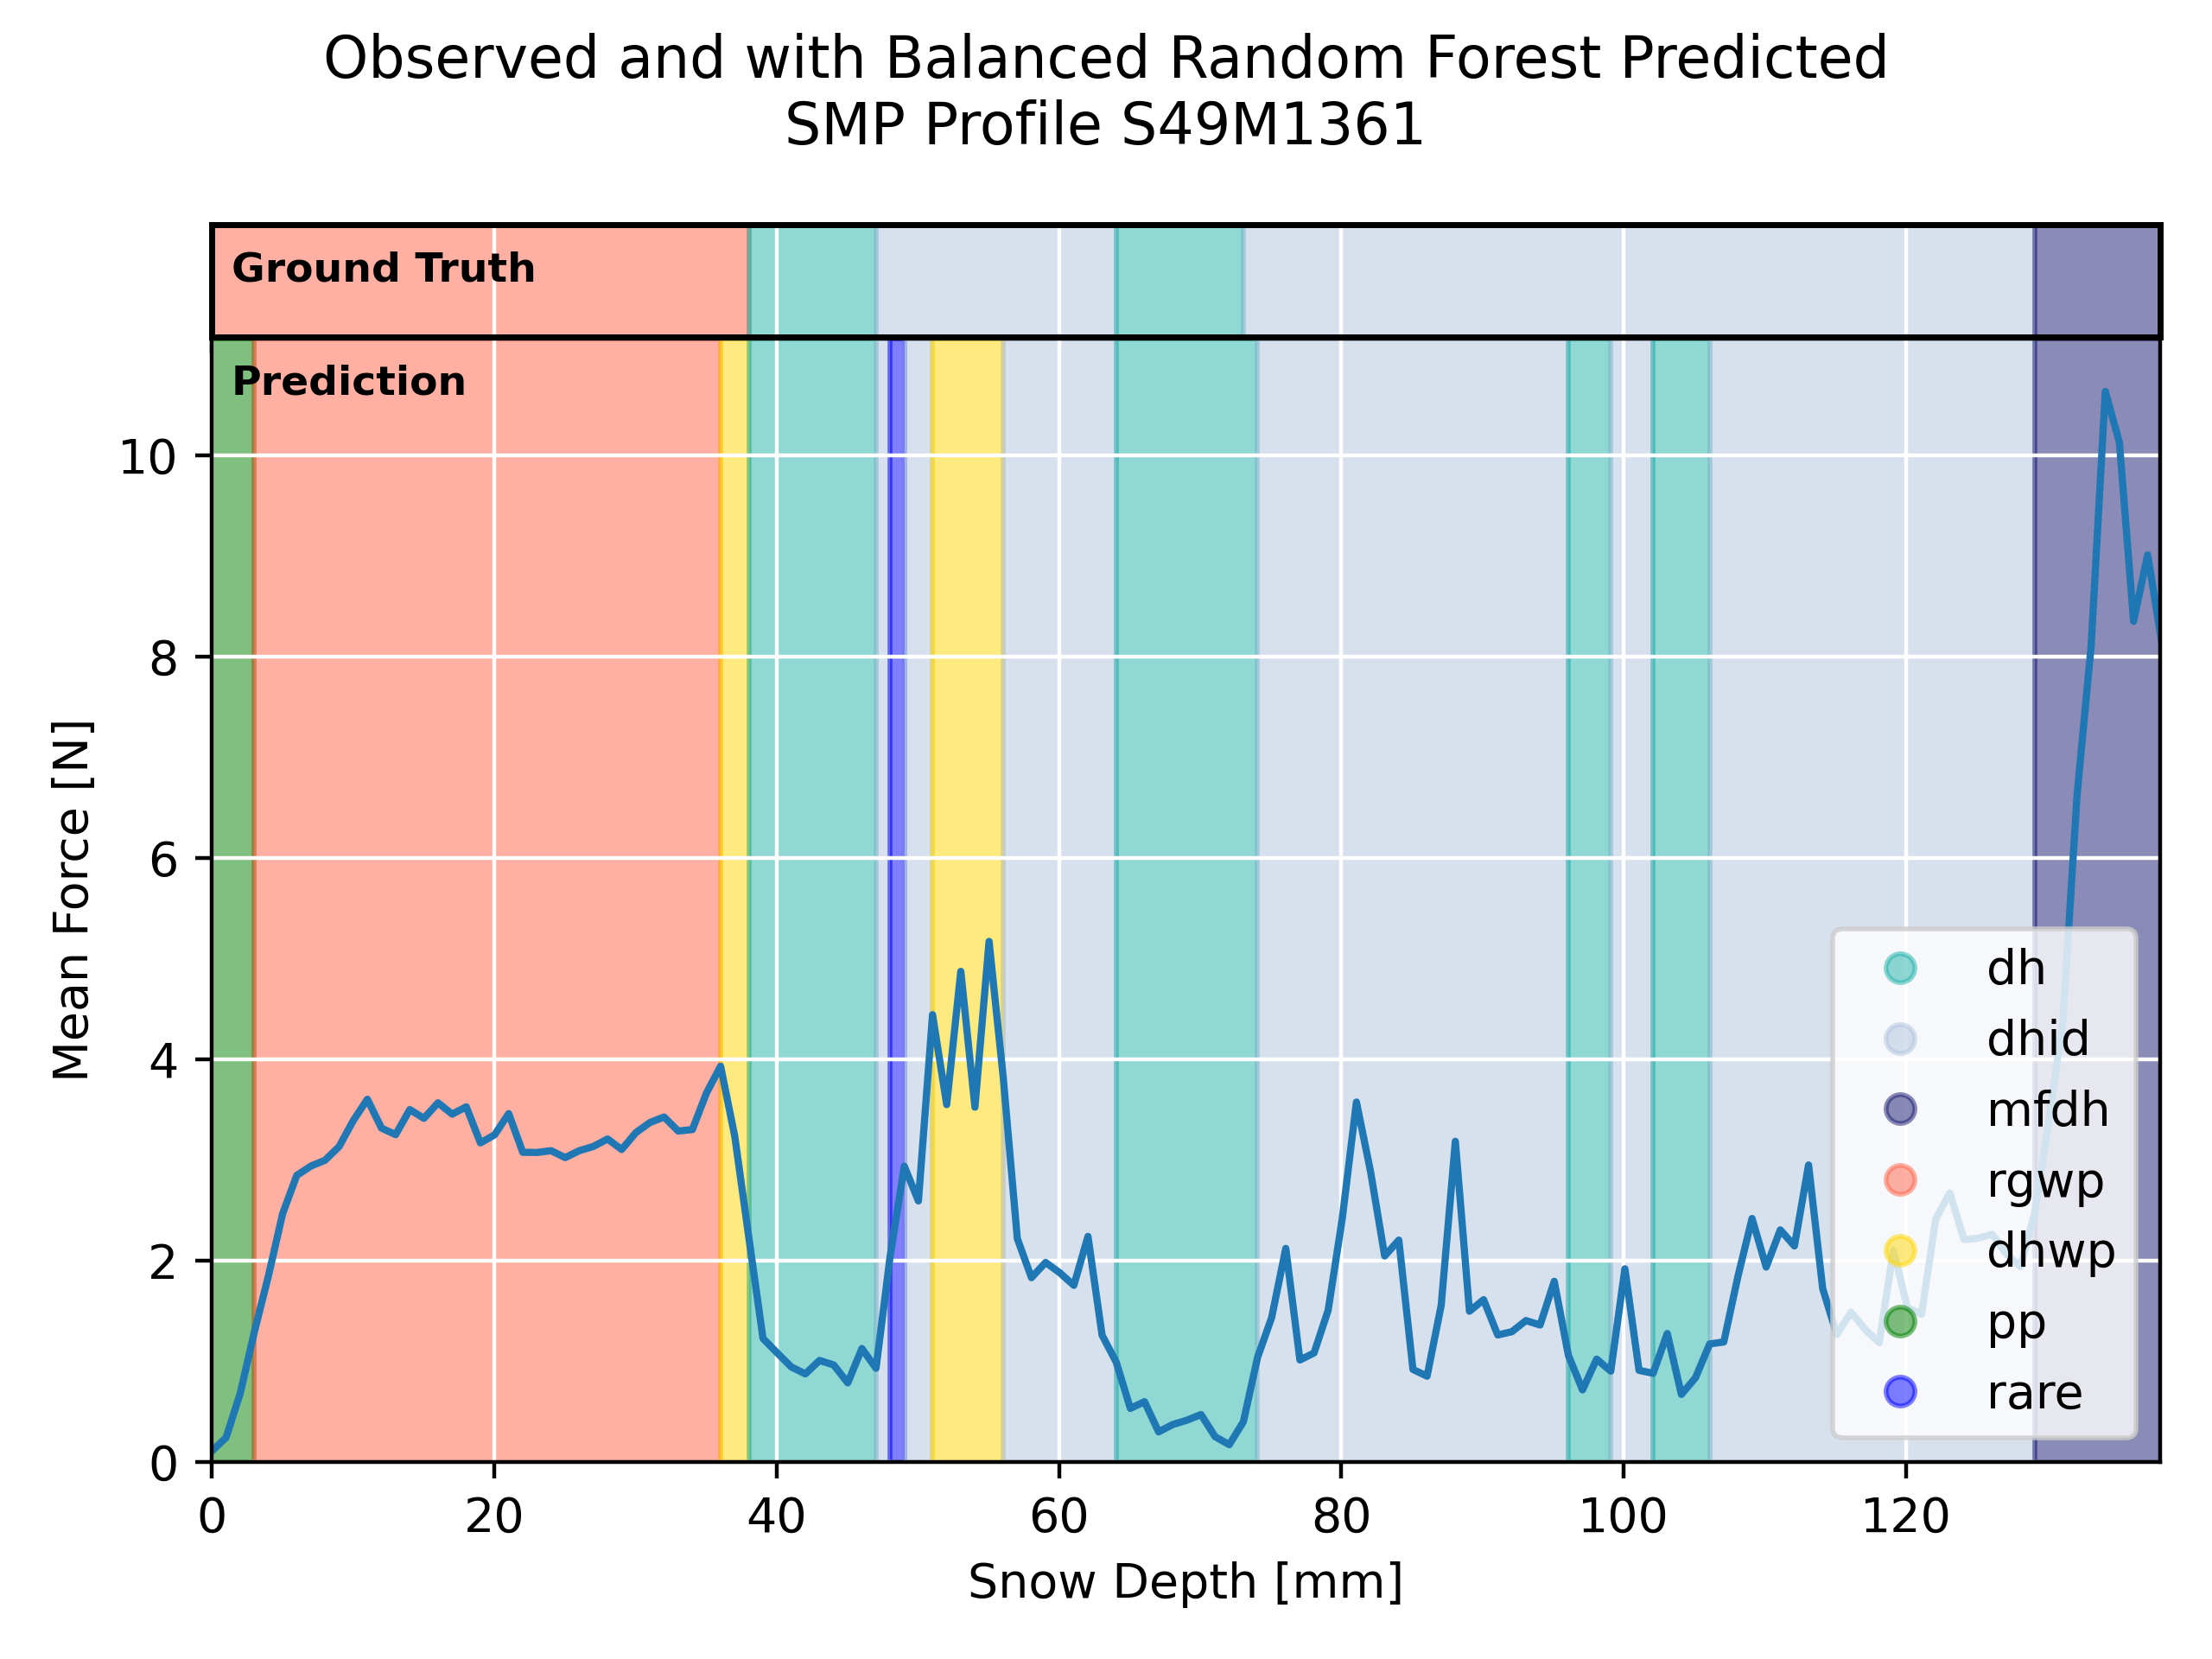 Observed and with Balanced Random Forest Predicted
SMP Profile S49M1361
Ground Truth
Prediction
10
8
6
4
2
0
Mean Force [N]
0 20 40 60 80 100 120
Snow Depth [mm]
dh
dhid
mfdh
rgwp
dhwp
pp
rare